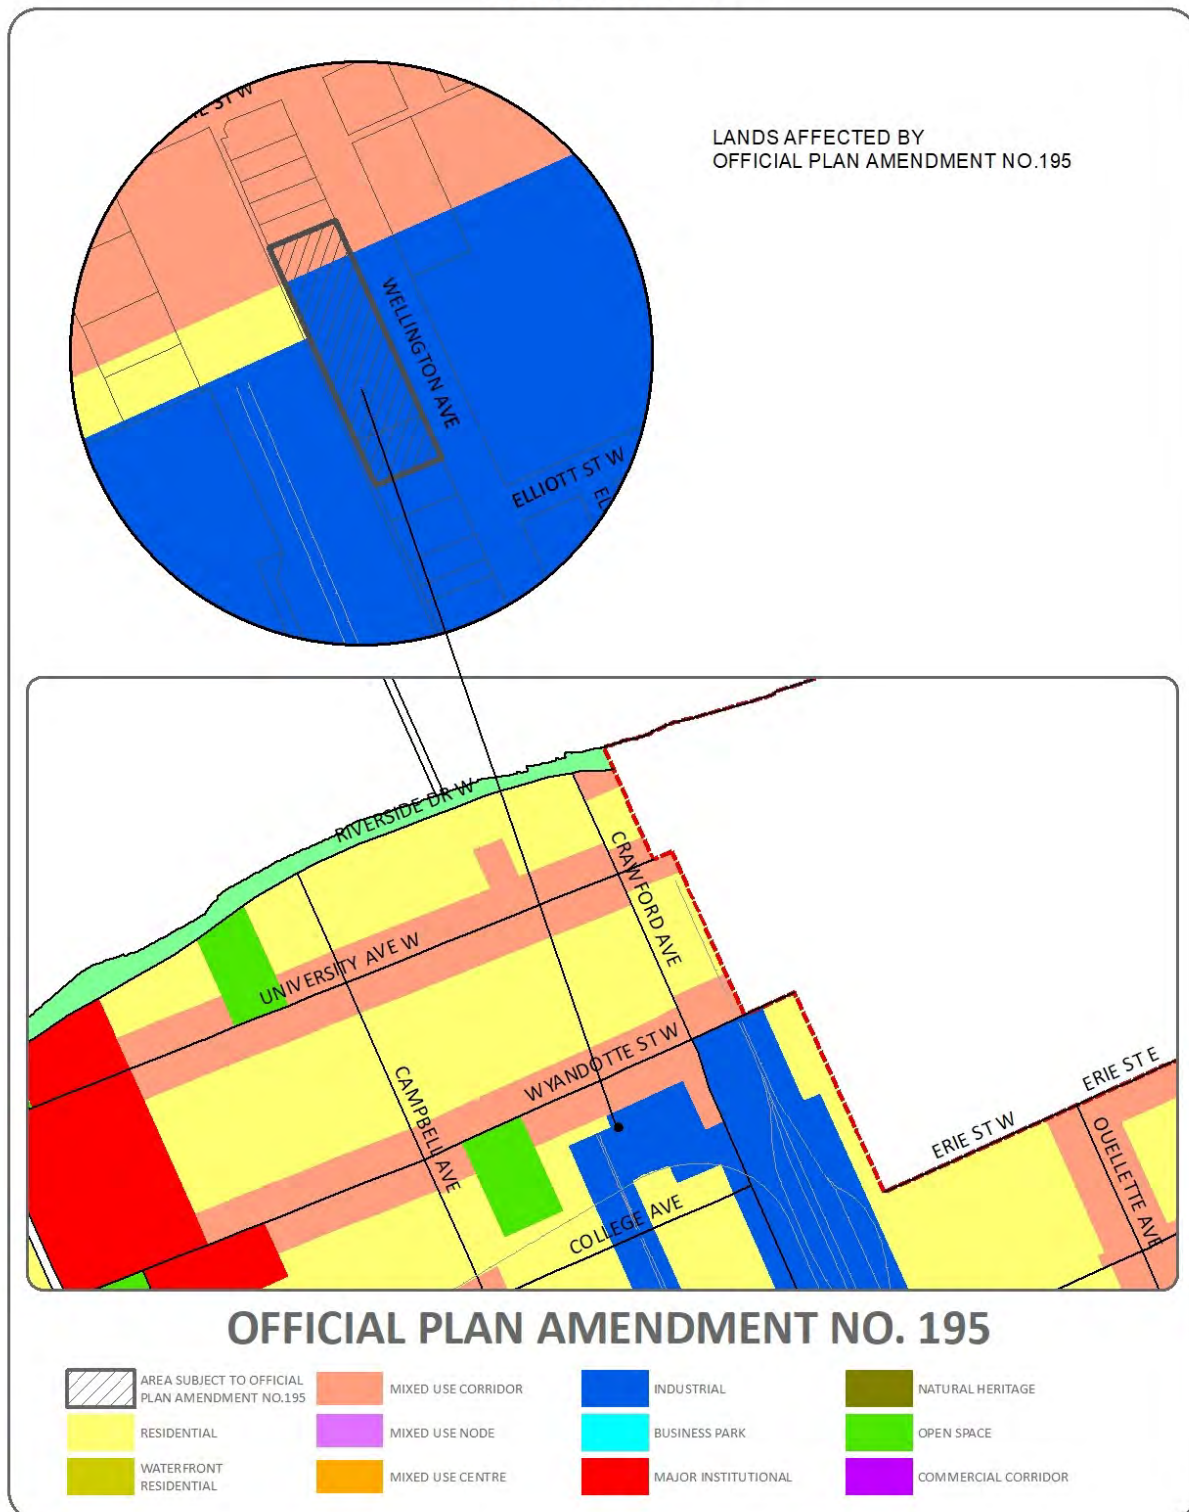 LANDS AFFECTED BY
OFFICIAL PLAN AMENDMENT NO.195
ST W
WELLINGTON AVE
ELLIOTT ST W
EL
RIVERSIDE DR W
CRAWFORD AVE
UNIVERSITY AVE W
CAMPBELL AVE
WYANDOTTE ST W
COLLEGE AVE
ERIE ST E
ERIE ST W
OUELLETTE AVE
OFFICIAL PLAN AMENDMENT NO. 195
AREA SUBJECT TO OFFICIAL
PLAN AMENDMENT NO.195
MIXED USE CORRIDOR
INDUSTRIAL
NATURAL HERITAGE
RESIDENTIAL
MIXED USE NODE
BUSINESS PARK
OPEN SPACE
WATERFRONT
RESIDENTIAL
MIXED USE CENTRE
MAJOR INSTITUTIONAL
COMMERCIAL CORRIDOR